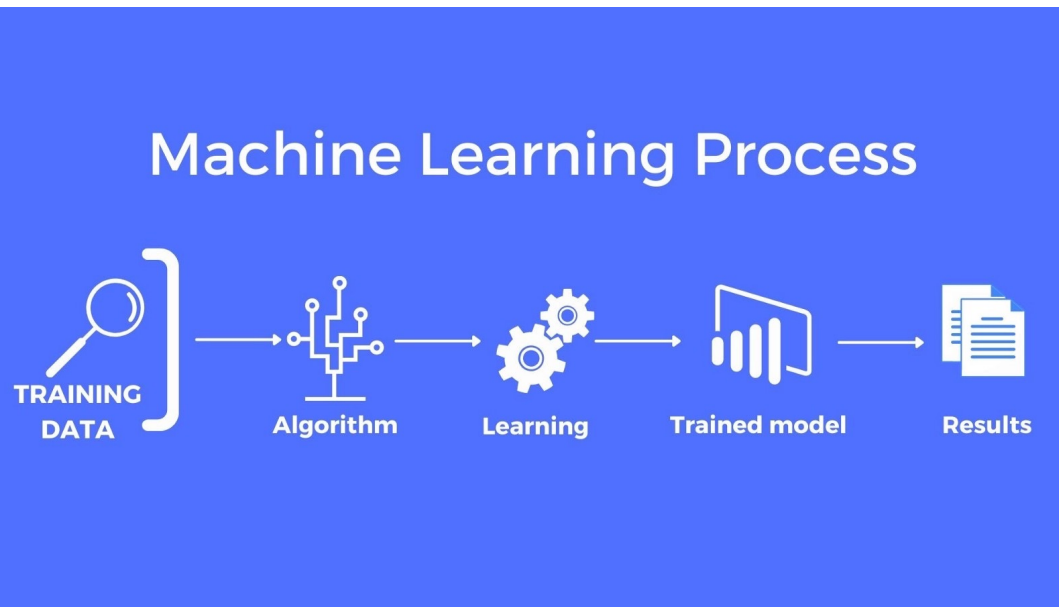 Machine Learning Process
TRAINING
DATA
Algorithm
Learning
Trained model
Results